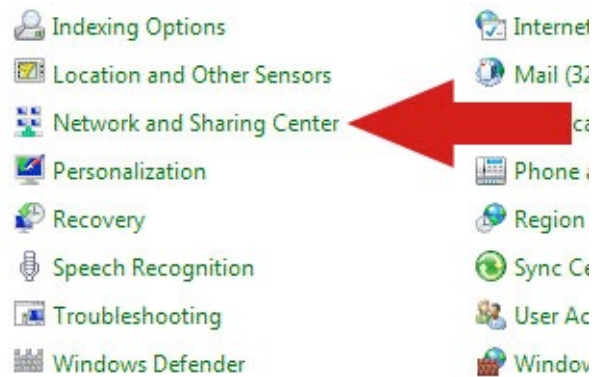 Indexing Options
Location and Other Sensors
Network and Sharing Center
Personalization
Recovery
Speech Recognition
Troubleshooting
Windows Defender
Internet
Mail (32
Phone
Region
Sync Ce
User Ac
Window